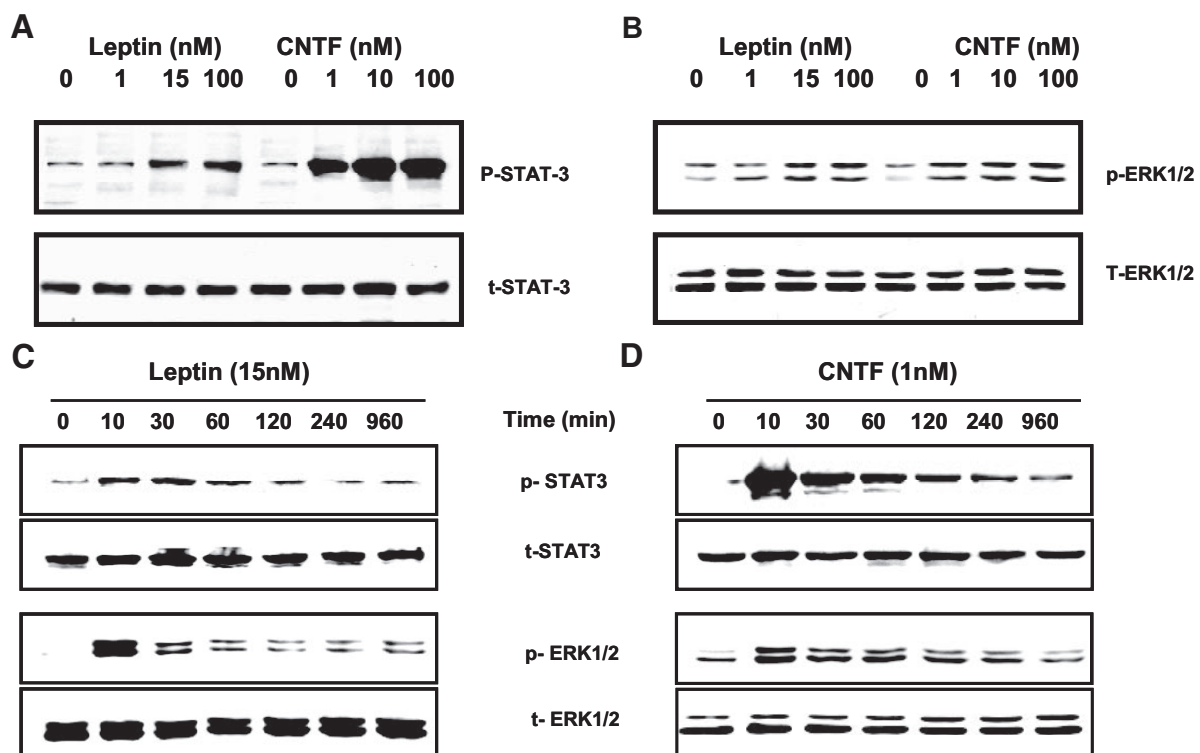 A
Leptin (nM) CNTF (nM)
0 1 15 100 0 1 10 100
P-STAT-3
t-STAT-3
B
Leptin (nM) CNTF (nM)
0 1 15 100 0 1 10 100
p-ERK1/2
T-ERK1/2
C
Leptin (15nM)
0 10 30 60 120 240 960
Time (min)
D
CNTF (1nM)
0 10 30 60 120 240 960
p- STAT3
t-STAT3
p- ERK1/2
t- ERK1/2